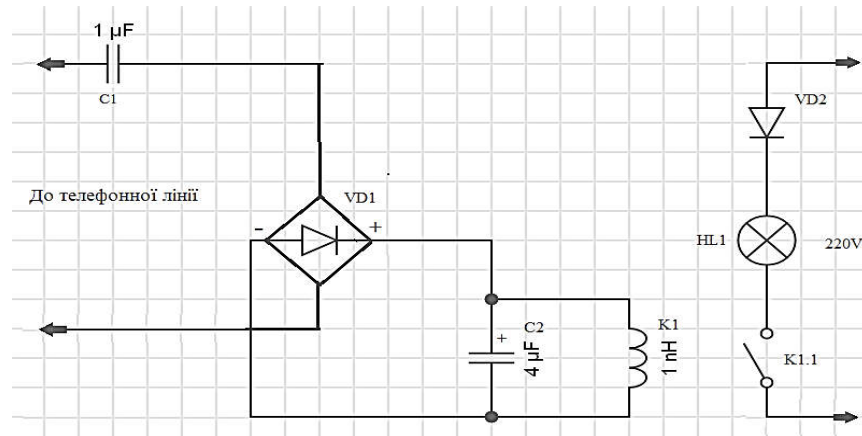 1 µF
C1
VD2
До телефонної лінії
VD1
-
+
HL1
220V
+
C2
4 µF
K1
1 nH
K1.1